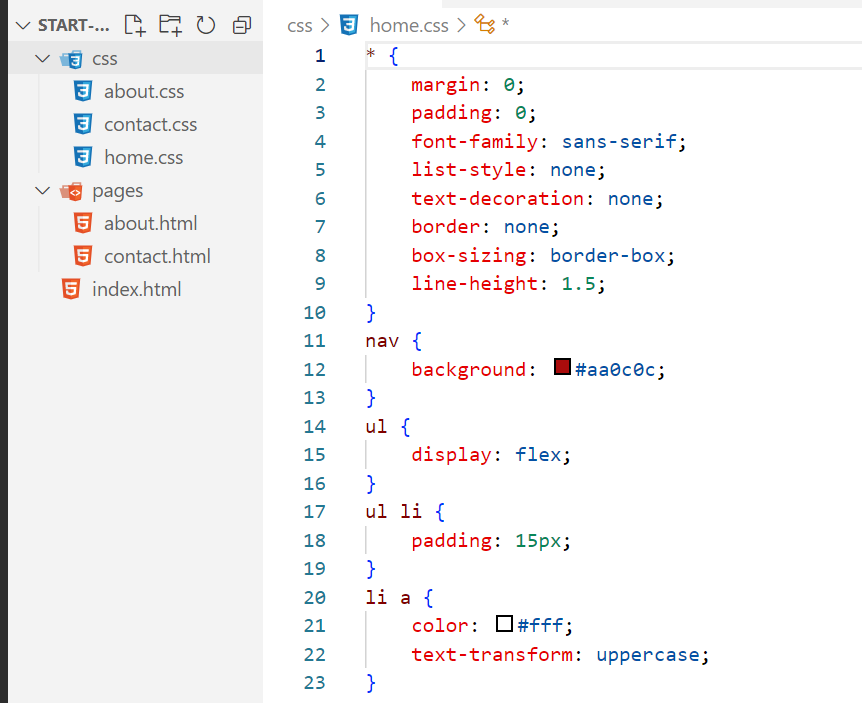 START-...
css
about.css
contact.css
home.css
pages
about.html
contact.html
index.html
css > home.css > *
1 * {
2     margin: 0;
3     padding: 0;
4     font-family: sans-serif;
5     list-style: none;
6     text-decoration: none;
7     border: none;
8     box-sizing: border-box;
9     line-height: 1.5;
10 }
11 nav {
12     background: #aa0c0c;
13 }
14 ul {
15     display: flex;
16 }
17 ul li {
18     padding: 15px;
19 }
20 li a {
21     color: #fff;
22     text-transform: uppercase;
23 }